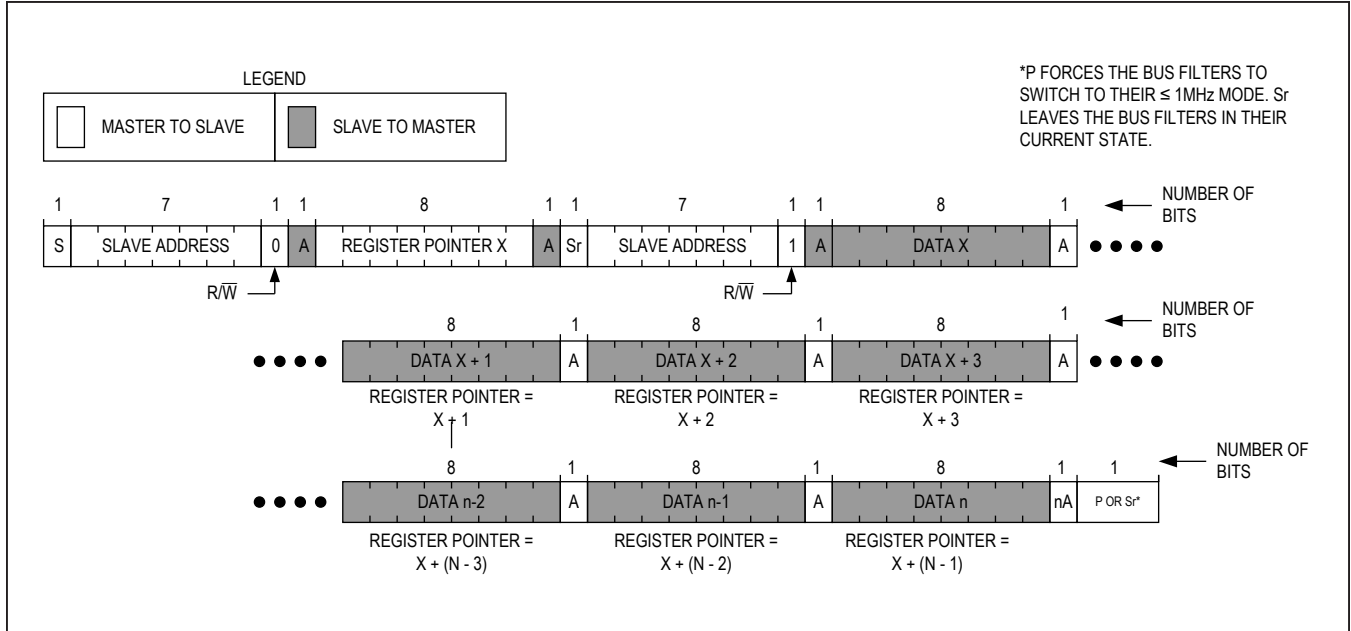 LEGEND
MASTER TO SLAVE SLAVE TO MASTER
*P FORCES THE BUS FILTERS TO
SWITCH TO THEIR ≤ 1MHz MODE. Sr
LEAVES THE BUS FILTERS IN THEIR
CURRENT STATE.
1 7 1 1 8 1 1 7 1 1 8 1 NUMBER OF
BITS
S SLAVE ADDRESS 0 A REGISTER POINTER X A Sr SLAVE ADDRESS 1 A DATA X A
R/W̅ R/W̅
8 1 8 1 8 1 NUMBER OF
BITS
DATA X + 1 A DATA X + 2 A DATA X + 3 A
REGISTER POINTER = REGISTER POINTER = REGISTER POINTER =
X + 1 X + 2 X + 3
8 1 8 1 8 1 1 NUMBER OF
BITS
DATA n-2 A DATA n-1 A DATA n nA P OR Sr*
REGISTER POINTER = REGISTER POINTER = REGISTER POINTER =
X + (N - 3) X + (N - 2) X + (N - 1)